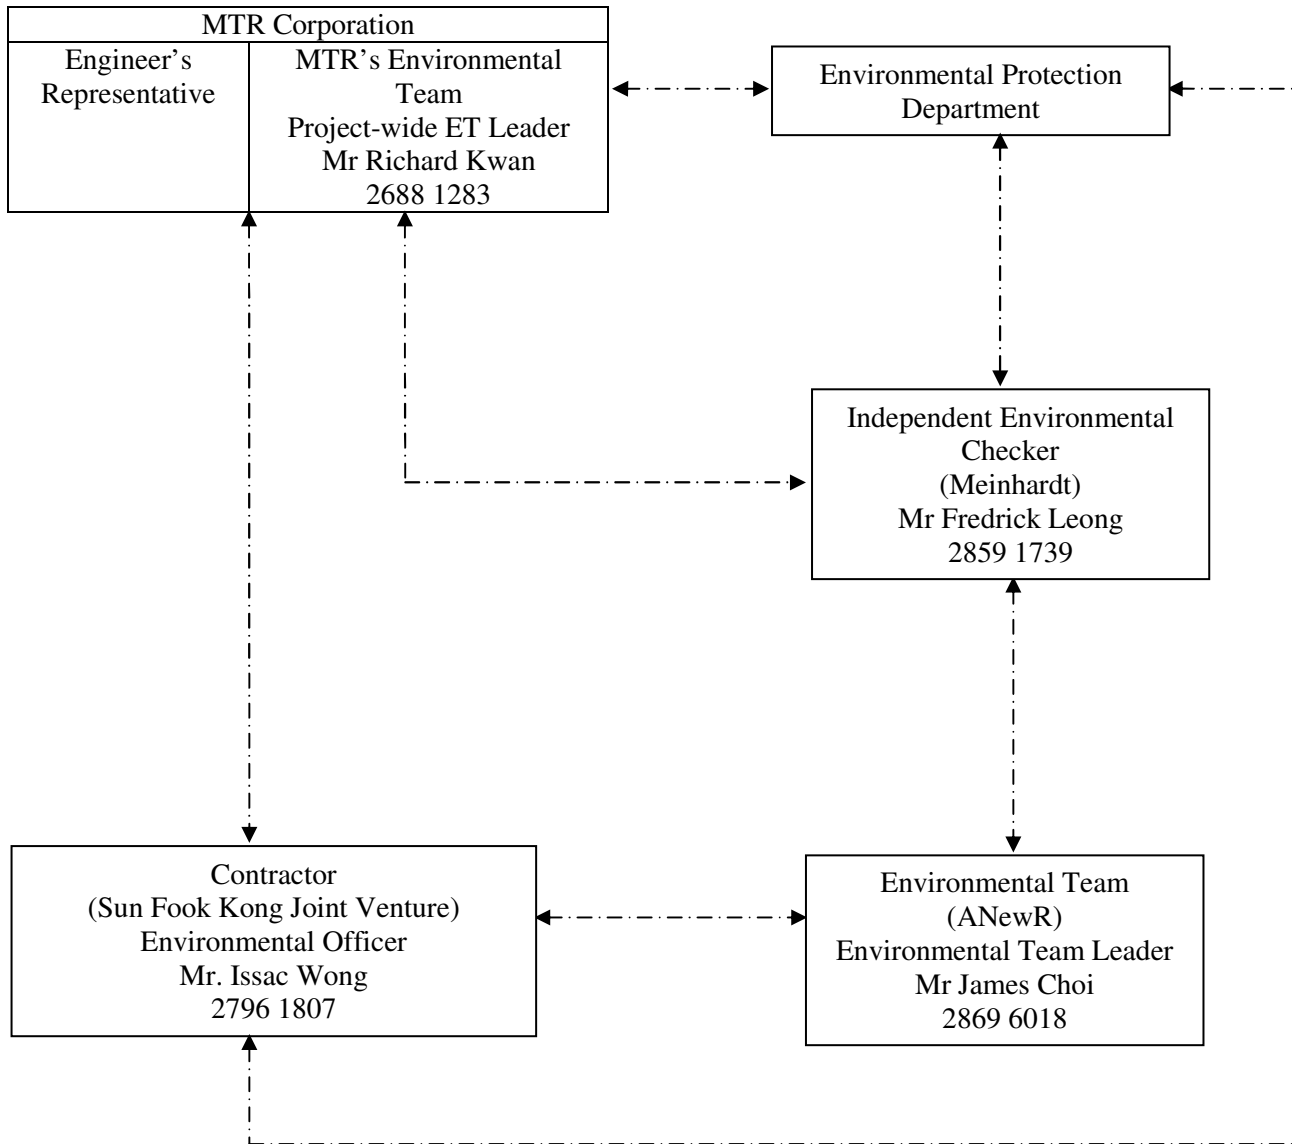 MTR Corporation
Engineer's
Representative
MTR's Environmental
Team
Project-wide ET Leader
Mr Richard Kwan
2688 1283
Environmental Protection
Department
Independent Environmental
Checker
(Meinhardt)
Mr Fredrick Leong
2859 1739
Contractor
(Sun Fook Kong Joint Venture)
Environmental Officer
Mr. Issac Wong
2796 1807
Environmental Team
(ANewR)
Environmental Team Leader
Mr James Choi
2869 6018